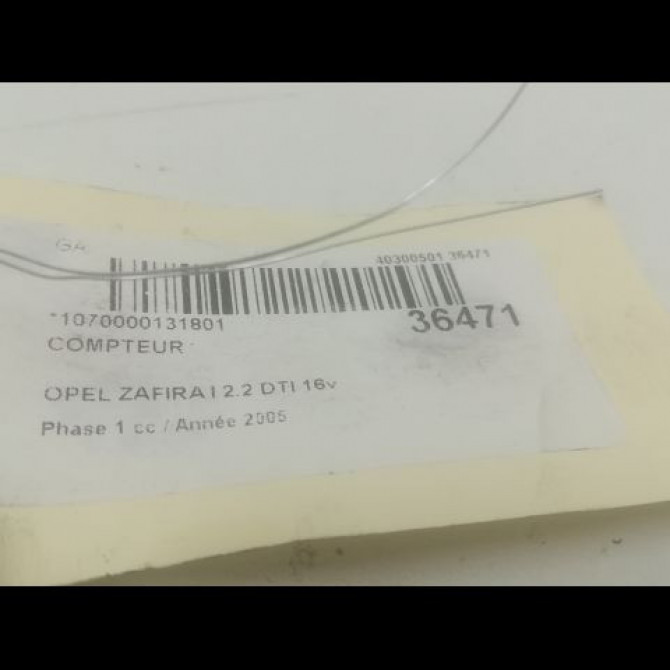 GA
40300501 36471
*1070000131801
36471
COMPTEUR
OPEL ZAFIRA I 2.2 DTI 16v
Phase 1 cc / Année 2005